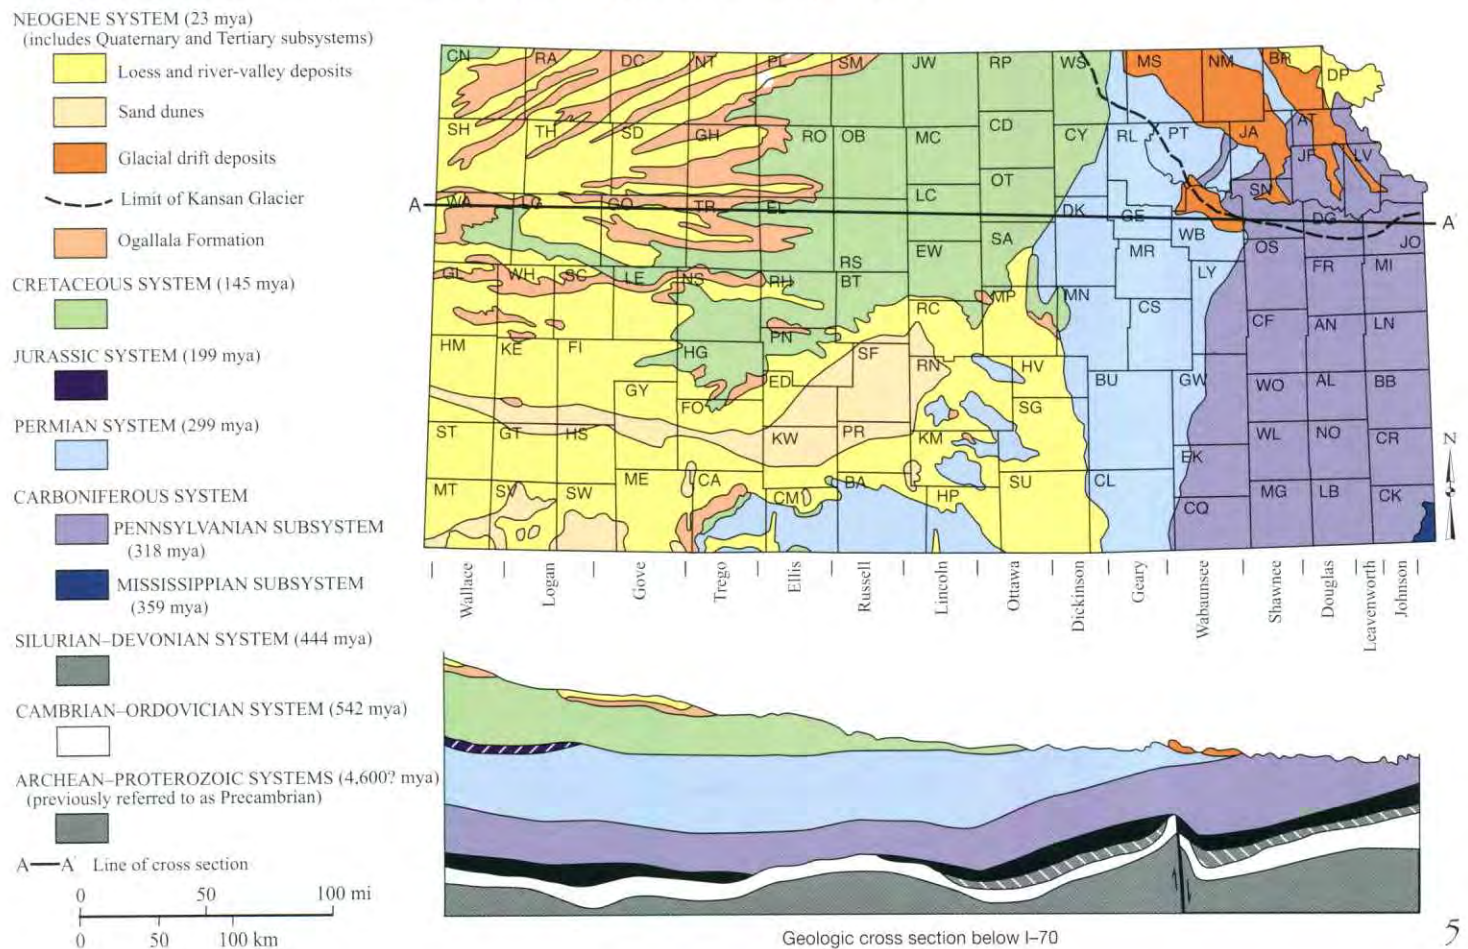 NEOGENE SYSTEM (23 mya)
(includes Quaternary and Tertiary subsystems)
Loess and river-valley deposits
Sand dunes
Glacial drift deposits
Limit of Kansan Glacier
Ogallala Formation
CRETACEOUS SYSTEM (145 mya)
JURASSIC SYSTEM (199 mya)
PERMIAN SYSTEM (299 mya)
CARBONIFEROUS SYSTEM
PENNSYLVANIAN SUBSYSTEM
(318 mya)
MISSISSIPPIAN SUBSYSTEM
(359 mya)
SILURIAN–DEVONIAN SYSTEM (444 mya)
CAMBRIAN–ORDOVICIAN SYSTEM (542 mya)
ARCHEAN–PROTEROZOIC SYSTEMS (4,600? mya)
(previously referred to as Precambrian)
A — A' Line of cross section
0 50 100 mi
0 50 100 km
CN RA DC NT PL SM JW RP WS MS NM BR DP
SH TH SD GH RO OB MC CD CY RL PT JA AT
JF LV
LC OT SN
A WA LG GO TR EL DK GE WB DG A'
RS EW SA MR OS JO
GL WH SC LE NS RH BT LY FR MI
RC MP MN CS
HM KE FI HG PN SF RN HV CF AN LN
GY FO ED BU GW WO AL BB
SG
ST GT HS KW PR KM WL NO CR
EK
MT SV SW ME CA CM BA HP SU CL CQ MG LB CK
N
Wallace
Logan
Gove
Trego
Ellis
Russell
Lincoln
Ottawa
Dickinson
Geary
Wabaunsee
Shawnee
Douglas
Leavenworth
Johnson
Geologic cross section below I–70
5